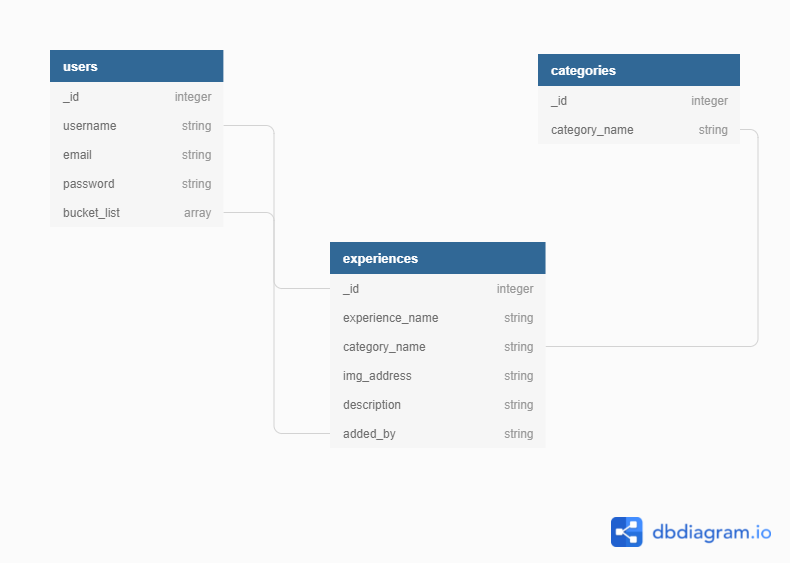 users
_id integer
username string
email string
password string
bucket_list array
categories
_id integer
category_name string
experiences
_id integer
experience_name string
category_name string
img_address string
description string
added_by string
dbdiagram.io